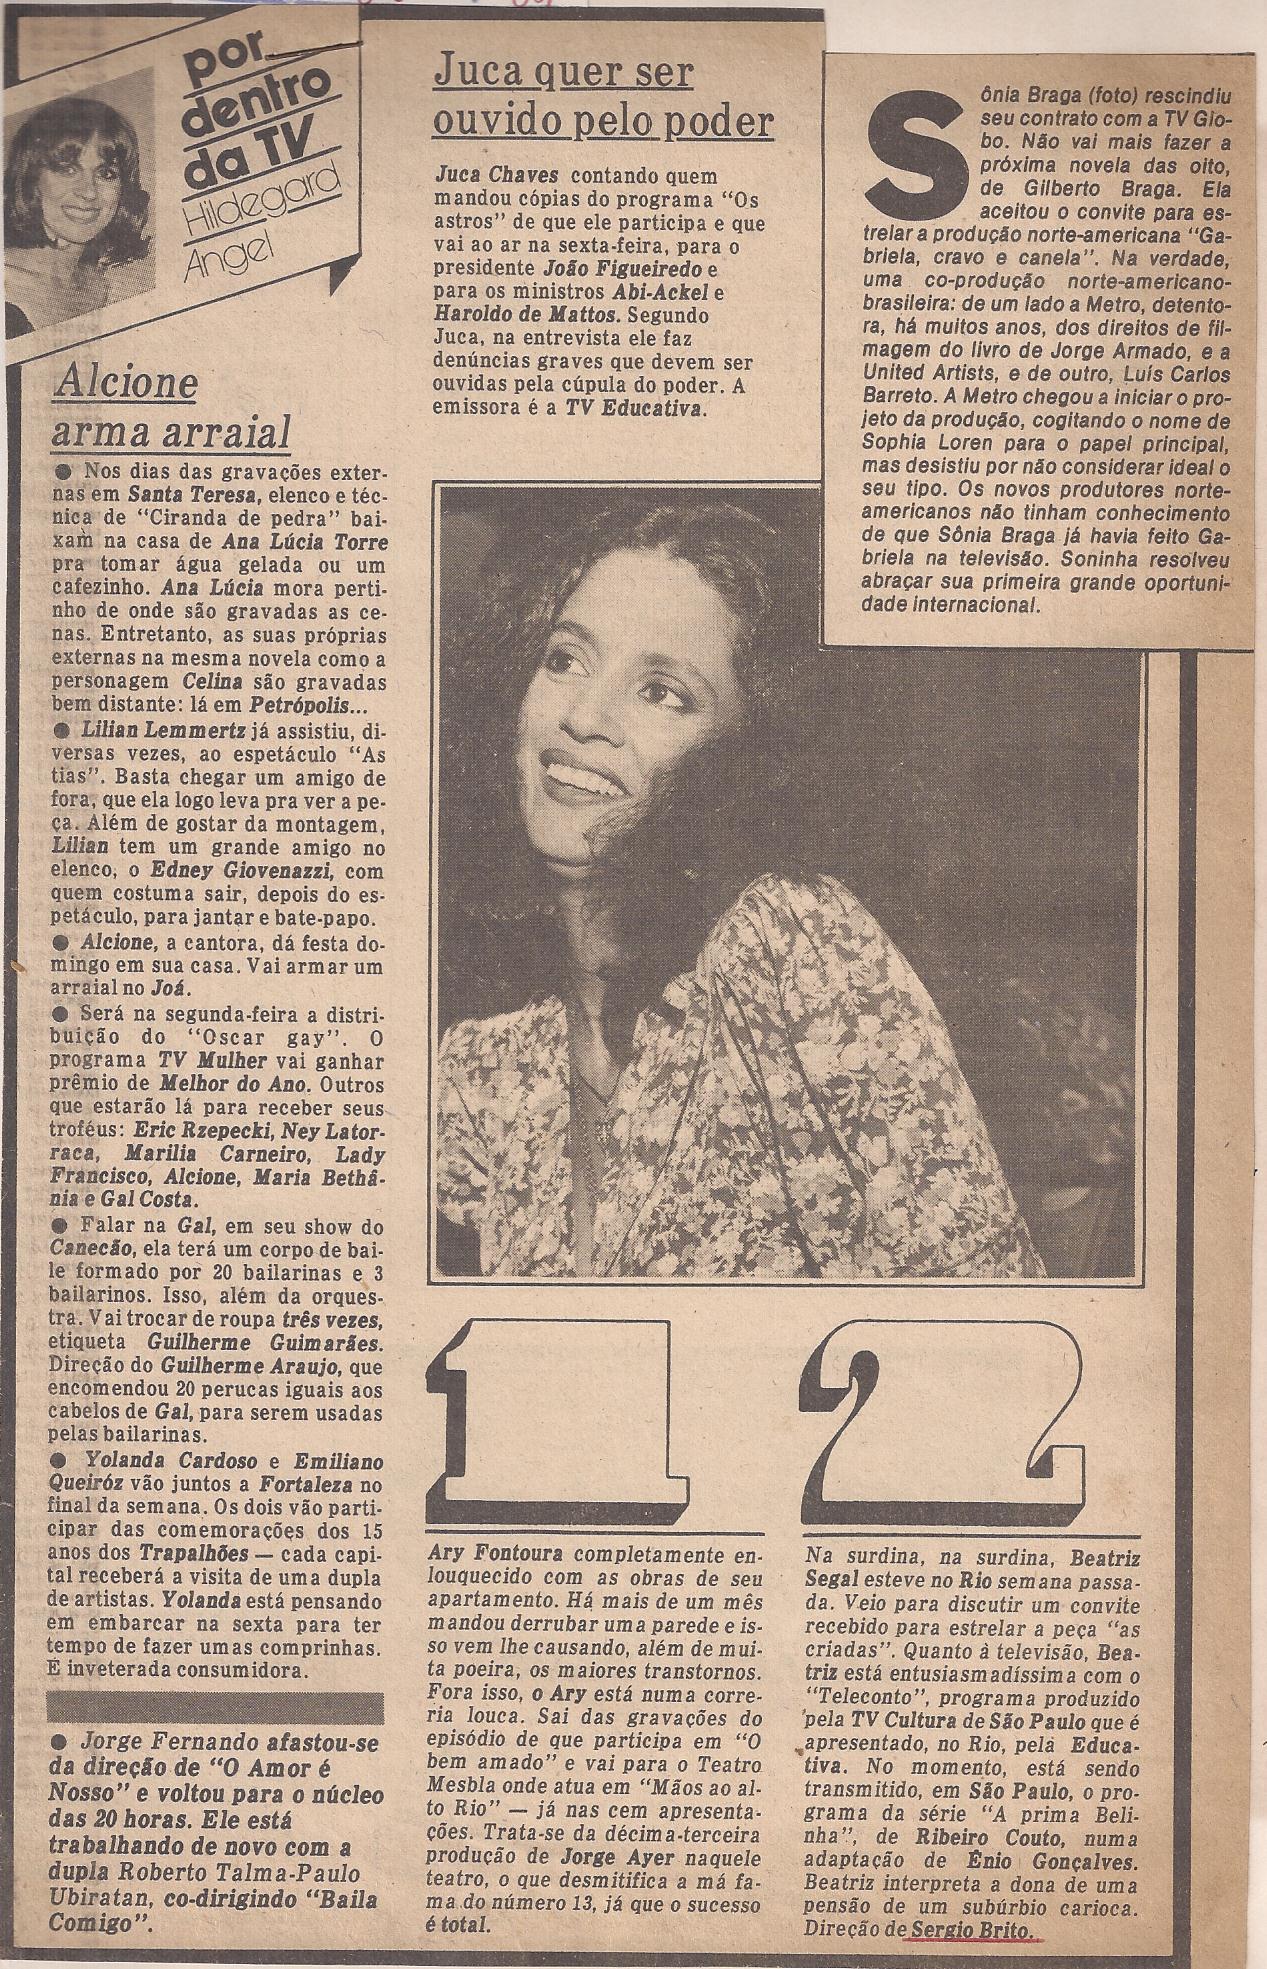 por
dentro
da TV
Hildegard
Angel
Alcione
arma arraial
● Nos dias das gravações exter-
nas em Santa Teresa, elenco e téc-
nica de “Ciranda de pedra” bai-
xam na casa de Ana Lúcia Torre
pra tomar água gelada ou um
cafezinho. Ana Lúcia mora perti-
nho de onde são gravadas as ce-
nas. Entretanto, as suas próprias
externas na mesma novela como a
personagem Celina são gravadas
bem distante: lá em Petrópolis...
● Lilian Lemmertz já assistiu, di-
versas vezes, ao espetáculo “As
tias”. Basta chegar um amigo de
fora, que ela logo leva pra ver a pe-
ça. Além de gostar da montagem,
Lilian tem um grande amigo no
elenco, o Edney Giovenazzi, com
quem costuma sair, depois do es-
petáculo, para jantar e bate-papo.
● Alcione, a cantora, dá festa do-
mingo em sua casa. Vai armar um
arraial no Joá.
● Será na segunda-feira a distri-
buição do “Oscar gay”. O
programa TV Mulher vai ganhar
prêmio de Melhor do Ano. Outros
que estarão lá para receber seus
troféus: Eric Rzepecki, Ney Lator-
raca, Marilia Carneiro, Lady
Francisco, Alcione, Maria Bethâ-
nia e Gal Costa.
● Falar na Gal, em seu show do
Canecão, ela terá um corpo de bai-
le formado por 20 bailarinas e 3
bailarinos. Isso, além da orques-
tra. Vai trocar de roupa três vezes,
etiqueta Guilherme Guimarães.
Direção do Guilherme Araujo, que
encomendou 20 perucas iguais aos
cabelos de Gal, para serem usadas
pelas bailarinas.
● Yolanda Cardoso e Emiliano
Queiróz vão juntos a Fortaleza no
final da semana. Os dois vão parti-
cipar das comemorações dos 15
anos dos Trapalhões — cada capi-
tal receberá a visita de uma dupla
de artistas. Yolanda está pensando
em embarcar na sexta para ter
tempo de fazer umas comprinhas.
É inveterada consumidora.
● Jorge Fernando afastou-se
da direção de “O Amor é
Nosso” e voltou para o núcleo
das 20 horas. Ele está
trabalhando de novo com a
dupla Roberto Talma-Paulo
Ubiratan, co-dirigindo “Baila
Comigo”.
Juca quer ser
ouvido pelo poder
Juca Chaves contando quem
mandou cópias do programa “Os
astros” de que ele participa e que
vai ao ar na sexta-feira, para o
presidente João Figueiredo e
para os ministros Abi-Ackel e
Haroldo de Mattos. Segundo
Juca, na entrevista ele faz
denúncias graves que devem ser
ouvidas pela cúpula do poder. A
emissora é a TV Educativa.
Sônia Braga (foto) rescindiu
seu contrato com a TV Glo-
bo. Não vai mais fazer a
próxima novela das oito,
de Gilberto Braga. Ela
aceitou o convite para es-
trelar a produção norte-americana “Ga-
briela, cravo e canela”. Na verdade,
uma co-produção norte-americano-
brasileira: de um lado a Metro, detento-
ra, há muitos anos, dos direitos de fil-
magem do livro de Jorge Armado, e a
United Artists, e de outro, Luís Carlos
Barreto. A Metro chegou a iniciar o pro-
jeto da produção, cogitando o nome de
Sophia Loren para o papel principal,
mas desistiu por não considerar ideal o
seu tipo. Os novos produtores norte-
americanos não tinham conhecimento
de que Sônia Braga já havia feito Ga-
briela na televisão. Soninha resolveu
abraçar sua primeira grande oportuni-
dade internacional.
1
Ary Fontoura completamente en-
louquecido com as obras de seu
apartamento. Há mais de um mês
mandou derrubar uma parede e is-
so vem lhe causando, além de mui-
ta poeira, os maiores transtornos.
Fora isso, o Ary está numa corre-
ria louca. Sai das gravações do
episódio de que participa em “O
bem amado” e vai para o Teatro
Mesbla onde atua em “Mãos ao al-
to Rio” — já nas cem apresenta-
ções. Trata-se da décima-terceira
produção de Jorge Ayer naquele
teatro, o que desmitifica a má fa-
ma do número 13, já que o sucesso
é total.
2
Na surdina, na surdina, Beatriz
Segal esteve no Rio semana passa-
da. Veio para discutir um convite
recebido para estrelar a peça “as
criadas”. Quanto à televisão, Bea-
triz está entusiasmadíssima com o
“Teleconto”, programa produzido
pela TV Cultura de São Paulo que é
apresentado, no Rio, pela Educa-
tiva. No momento, está sendo
transmitido, em São Paulo, o pro-
grama da série “A prima Beli-
nha”, de Ribeiro Couto, numa
adaptação de Ênio Gonçalves.
Beatriz interpreta a dona de uma
pensão de um subúrbio carioca.
Direção de Sergio Brito.